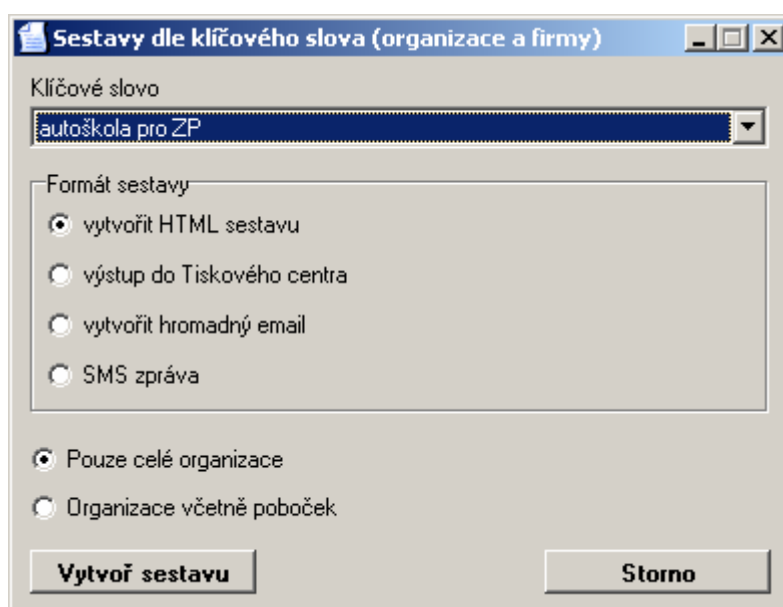 Sestavy dle klíčového slova (organizace a firmy)
Klíčové slovo
autoškola pro ZP
Formát sestavy
vytvořit HTML sestavu
výstup do Tiskového centra
vytvořit hromadný email
SMS zpráva
Pouze celé organizace
Organizace včetně poboček
Vytvoř sestavu
Storno